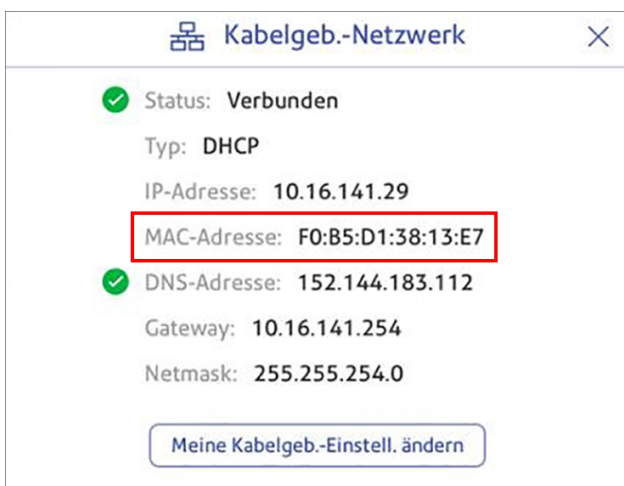 Kabelgeb.-Netzwerk
Status: Verbunden
Typ: DHCP
IP-Adresse: 10.16.141.29
MAC-Adresse: F0:B5:D1:38:13:E7
DNS-Adresse: 152.144.183.112
Gateway: 10.16.141.254
Netmask: 255.255.254.0
Meine Kabelgeb.-Einstell. ändern